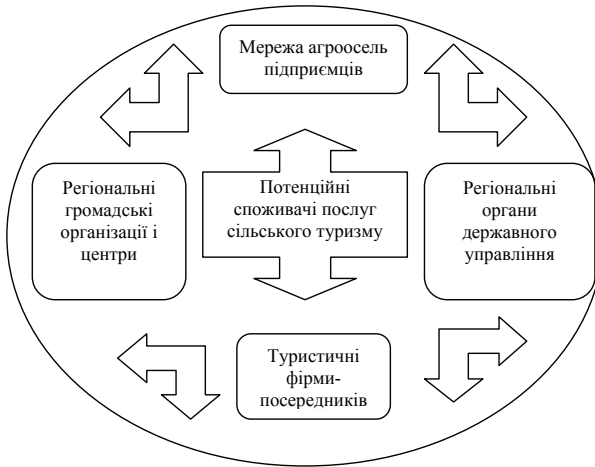 Мережа агроосель
підприємців
Регіональні
громадські
організації і
центри
Потенційні
споживачі послуг
сільського туризму
Регіональні
органи
державного
управління
Туристичні
фірми-
посередників